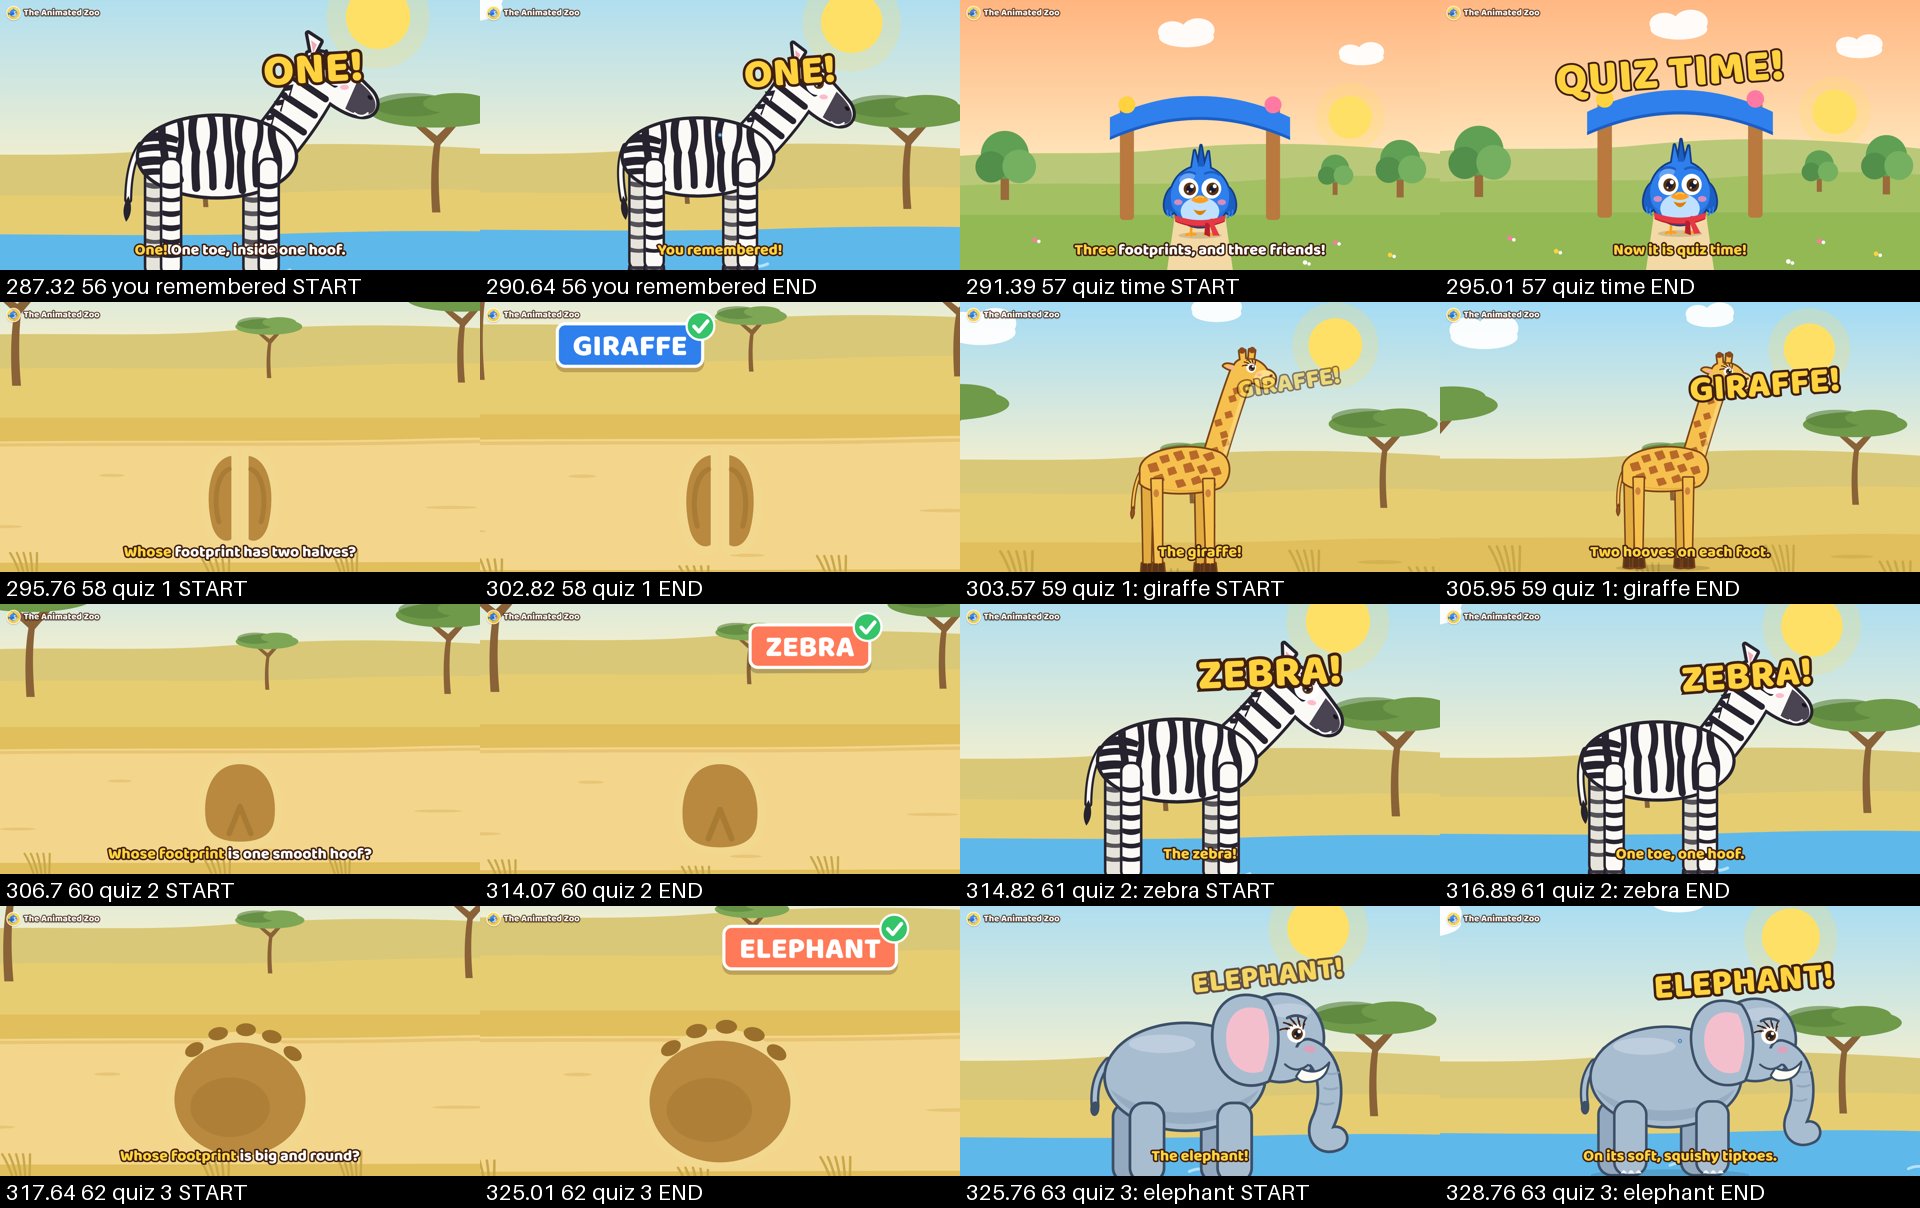 The Animated Zoo
ONE!
One! One toe, inside one hoof.
287.32 56 you remembered START
The Animated Zoo
ONE!
You remembered!
290.64 56 you remembered END
The Animated Zoo
Three footprints, and three friends!
291.39 57 quiz time START
The Animated Zoo
QUIZ TIME!
Now it is quiz time!
295.01 57 quiz time END
The Animated Zoo
Whose footprint has two halves?
295.76 58 quiz 1 START
The Animated Zoo
GIRAFFE
302.82 58 quiz 1 END
The Animated Zoo
GIRAFFE!
The giraffe!
303.57 59 quiz 1: giraffe START
The Animated Zoo
GIRAFFE!
Two hooves on each foot.
305.95 59 quiz 1: giraffe END
The Animated Zoo
Whose footprint is one smooth hoof?
306.7 60 quiz 2 START
The Animated Zoo
ZEBRA
314.07 60 quiz 2 END
The Animated Zoo
ZEBRA!
The zebra!
314.82 61 quiz 2: zebra START
The Animated Zoo
ZEBRA!
One toe, one hoof.
316.89 61 quiz 2: zebra END
The Animated Zoo
Whose footprint is big and round?
317.64 62 quiz 3 START
The Animated Zoo
ELEPHANT
325.01 62 quiz 3 END
The Animated Zoo
ELEPHANT!
The elephant!
325.76 63 quiz 3: elephant START
The Animated Zoo
ELEPHANT!
On its soft, squishy tiptoes.
328.76 63 quiz 3: elephant END